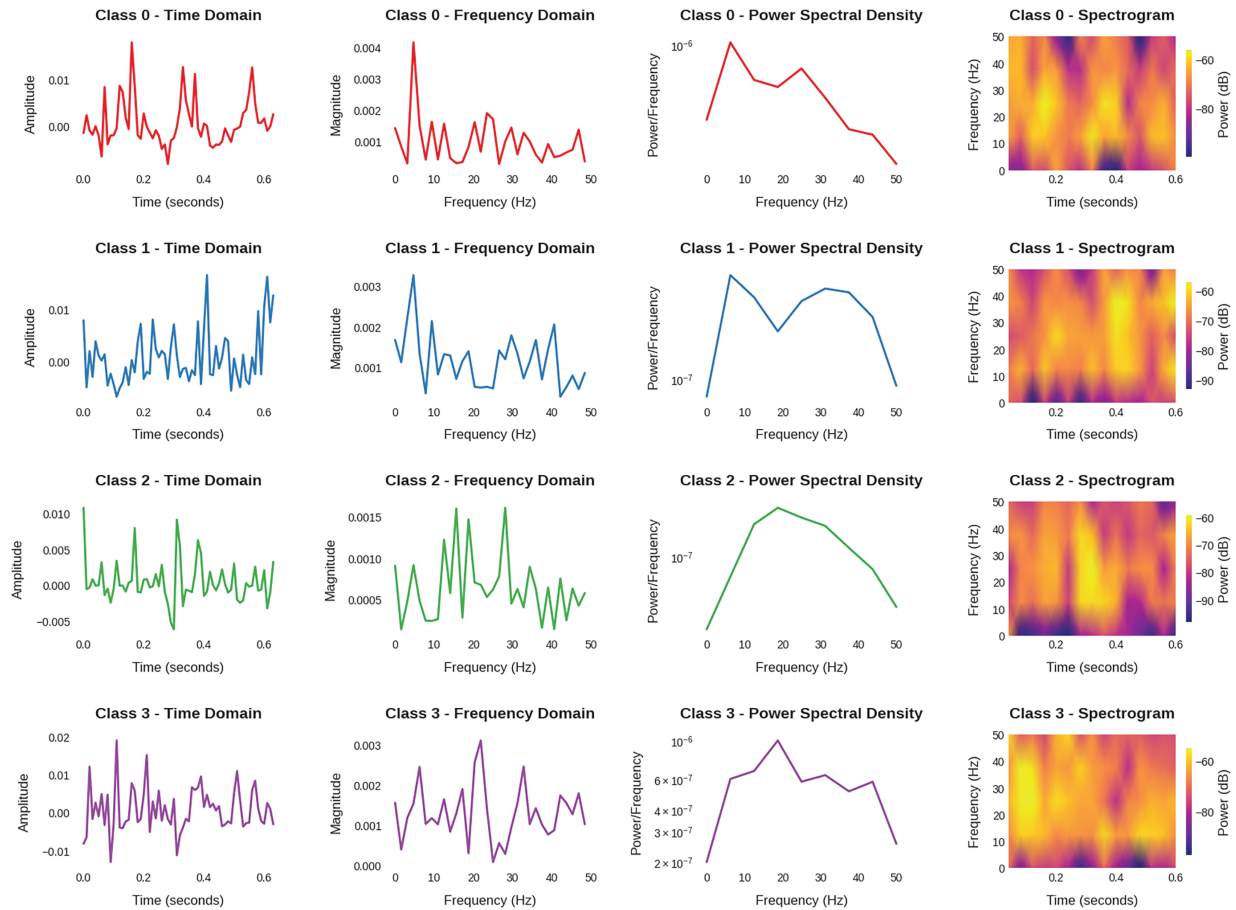 Class 0 - Time Domain
Class 0 - Frequency Domain
Class 0 - Power Spectral Density
Class 0 - Spectrogram
Amplitude
0.01
0.00
0.0 0.2 0.4 0.6
Time (seconds)
Magnitude
0.004
0.003
0.002
0.001
0 10 20 30 40 50
Frequency (Hz)
Power/Frequency
10⁻⁶
0 10 20 30 40 50
Frequency (Hz)
Frequency (Hz)
50
40
30
20
10
0
0.2 0.4 0.6
Time (seconds)
−60
−80
Power (dB)
Class 1 - Time Domain
Class 1 - Frequency Domain
Class 1 - Power Spectral Density
Class 1 - Spectrogram
Amplitude
0.01
0.00
0.0 0.2 0.4 0.6
Time (seconds)
Magnitude
0.003
0.002
0.001
0 10 20 30 40 50
Frequency (Hz)
Power/Frequency
10⁻⁷
0 10 20 30 40 50
Frequency (Hz)
Frequency (Hz)
50
40
30
20
10
0
0.2 0.4 0.6
Time (seconds)
−60
−70
−80
−90
Power (dB)
Class 2 - Time Domain
Class 2 - Frequency Domain
Class 2 - Power Spectral Density
Class 2 - Spectrogram
Amplitude
0.010
0.005
0.000
−0.005
0.0 0.2 0.4 0.6
Time (seconds)
Magnitude
0.0015
0.0010
0.0005
0 10 20 30 40 50
Frequency (Hz)
Power/Frequency
10⁻⁷
0 10 20 30 40 50
Frequency (Hz)
Frequency (Hz)
50
40
30
20
10
0
0.2 0.4 0.6
Time (seconds)
−60
−70
−80
−90
Power (dB)
Class 3 - Time Domain
Class 3 - Frequency Domain
Class 3 - Power Spectral Density
Class 3 - Spectrogram
Amplitude
0.02
0.01
0.00
−0.01
0.0 0.2 0.4 0.6
Time (seconds)
Magnitude
0.003
0.002
0.001
0.000
0 10 20 30 40 50
Frequency (Hz)
Power/Frequency
10⁻⁶
6 × 10⁻⁷
4 × 10⁻⁷
3 × 10⁻⁷
2 × 10⁻⁷
0 10 20 30 40 50
Frequency (Hz)
Frequency (Hz)
50
40
30
20
10
0
0.2 0.4 0.6
Time (seconds)
−60
−80
Power (dB)